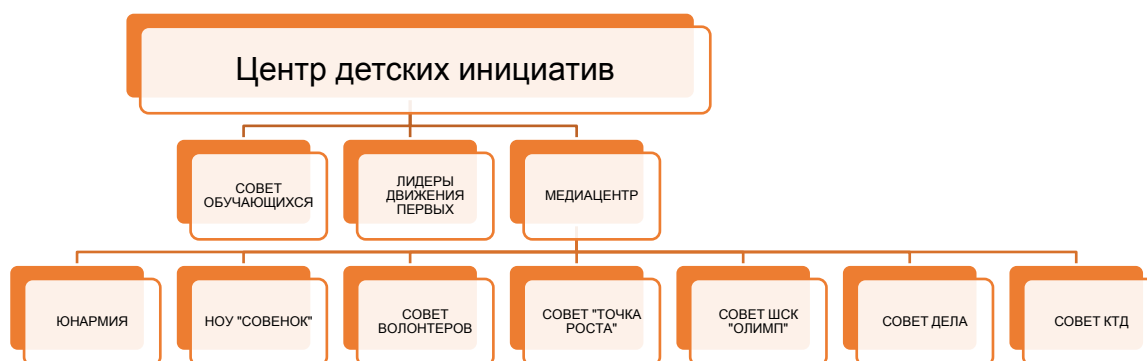 Центр детских инициатив
СОВЕТ
ОБУЧАЮЩИХСЯ
ЛИДЕРЫ
ДВИЖЕНИЯ
ПЕРВЫХ
МЕДИАЦЕНТР
ЮНАРМИЯ
НОУ "СОВЕНОК"
СОВЕТ
ВОЛОНТЕРОВ
СОВЕТ "ТОЧКА
РОСТА"
СОВЕТ ШСК
"ОЛИМП"
СОВЕТ ДЕЛА
СОВЕТ КТД